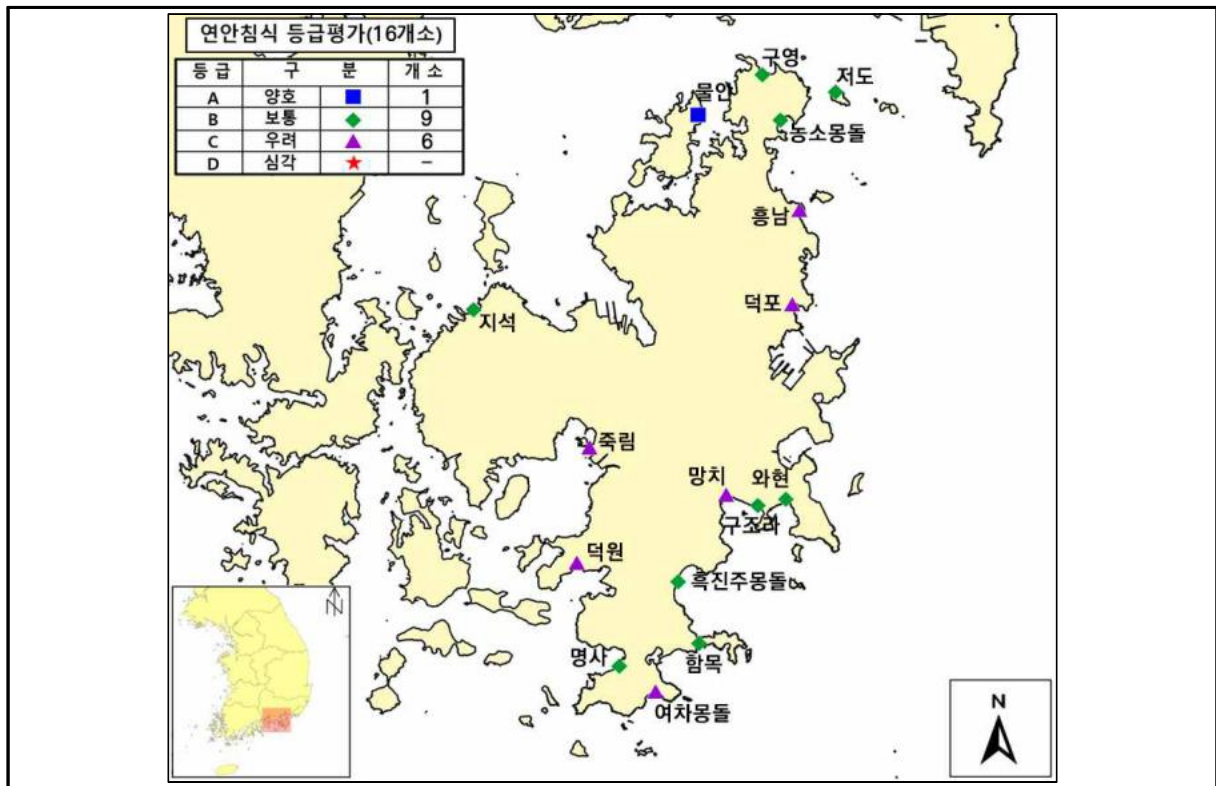 연안침식 등급평가(16개소)
등 급 구 분 개 소
A 양호 1
B 보통 9
C 우려 6
D 심각 -
구영
저도
물안
농소몽돌
흥남
덕포
지석
죽림
망치 와현
구조라
덕원
흑진주몽돌
함목
명사
여차몽돌
N
N